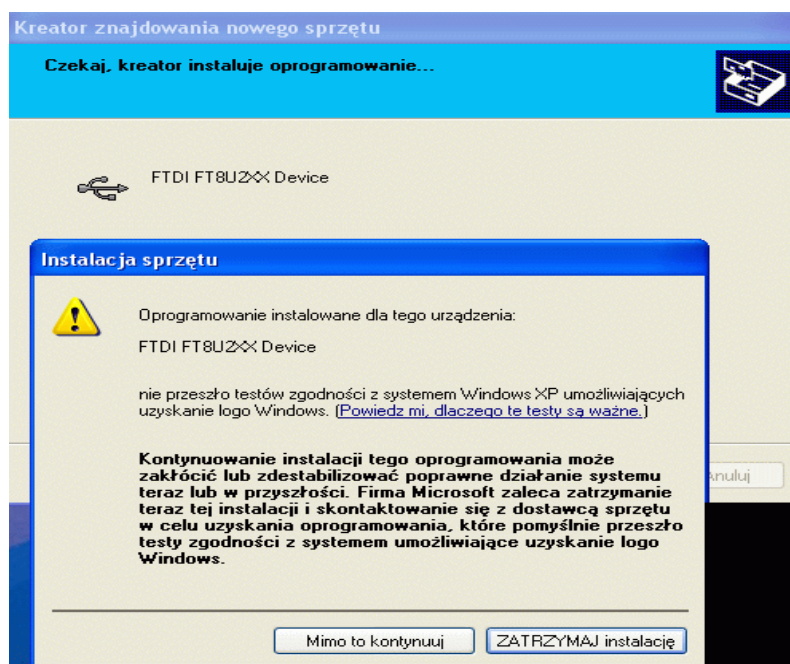 Kreator znajdowania nowego sprzętu
Czekaj, kreator instaluje oprogramowanie...
FTDI FT8U2XX Device
Instalacja sprzętu
Oprogramowanie instalowane dla tego urządzenia:
FTDI FT8U2XX Device
nie przeszło testów zgodności z systemem Windows XP umożliwiających
uzyskanie logo Windows. (Powiedz mi, dlaczego te testy są ważne.)
Kontynuowanie instalacji tego oprogramowania może
zakłócić lub zdestabilizować poprawne działanie systemu
teraz lub w przyszłości. Firma Microsoft zaleca zatrzymanie
teraz tej instalacji i skontaktowanie się z dostawcą sprzętu
w celu uzyskania oprogramowania, które pomyślnie przeszło
testy zgodności z systemem umożliwiające uzyskanie logo
Windows.
Anuluj
Mimo to kontynuuj
ZATRZYMAJ instalację